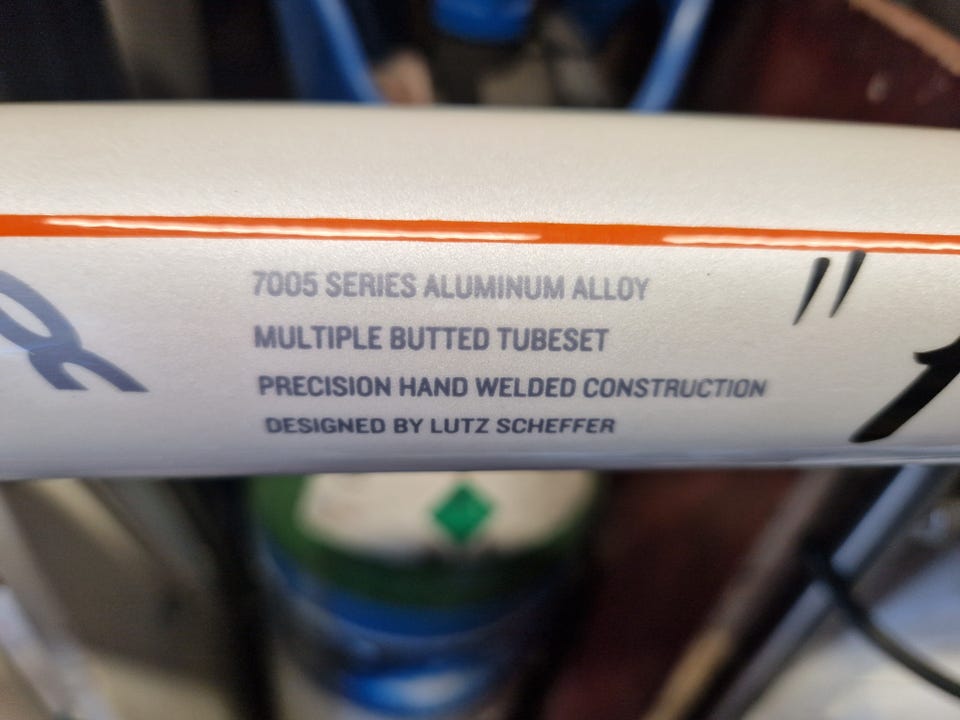 7005 SERIES ALUMINUM ALLOY
MULTIPLE BUTTED TUBESET
PRECISION HAND WELDED CONSTRUCTION
DESIGNED BY LUTZ SCHEFFER